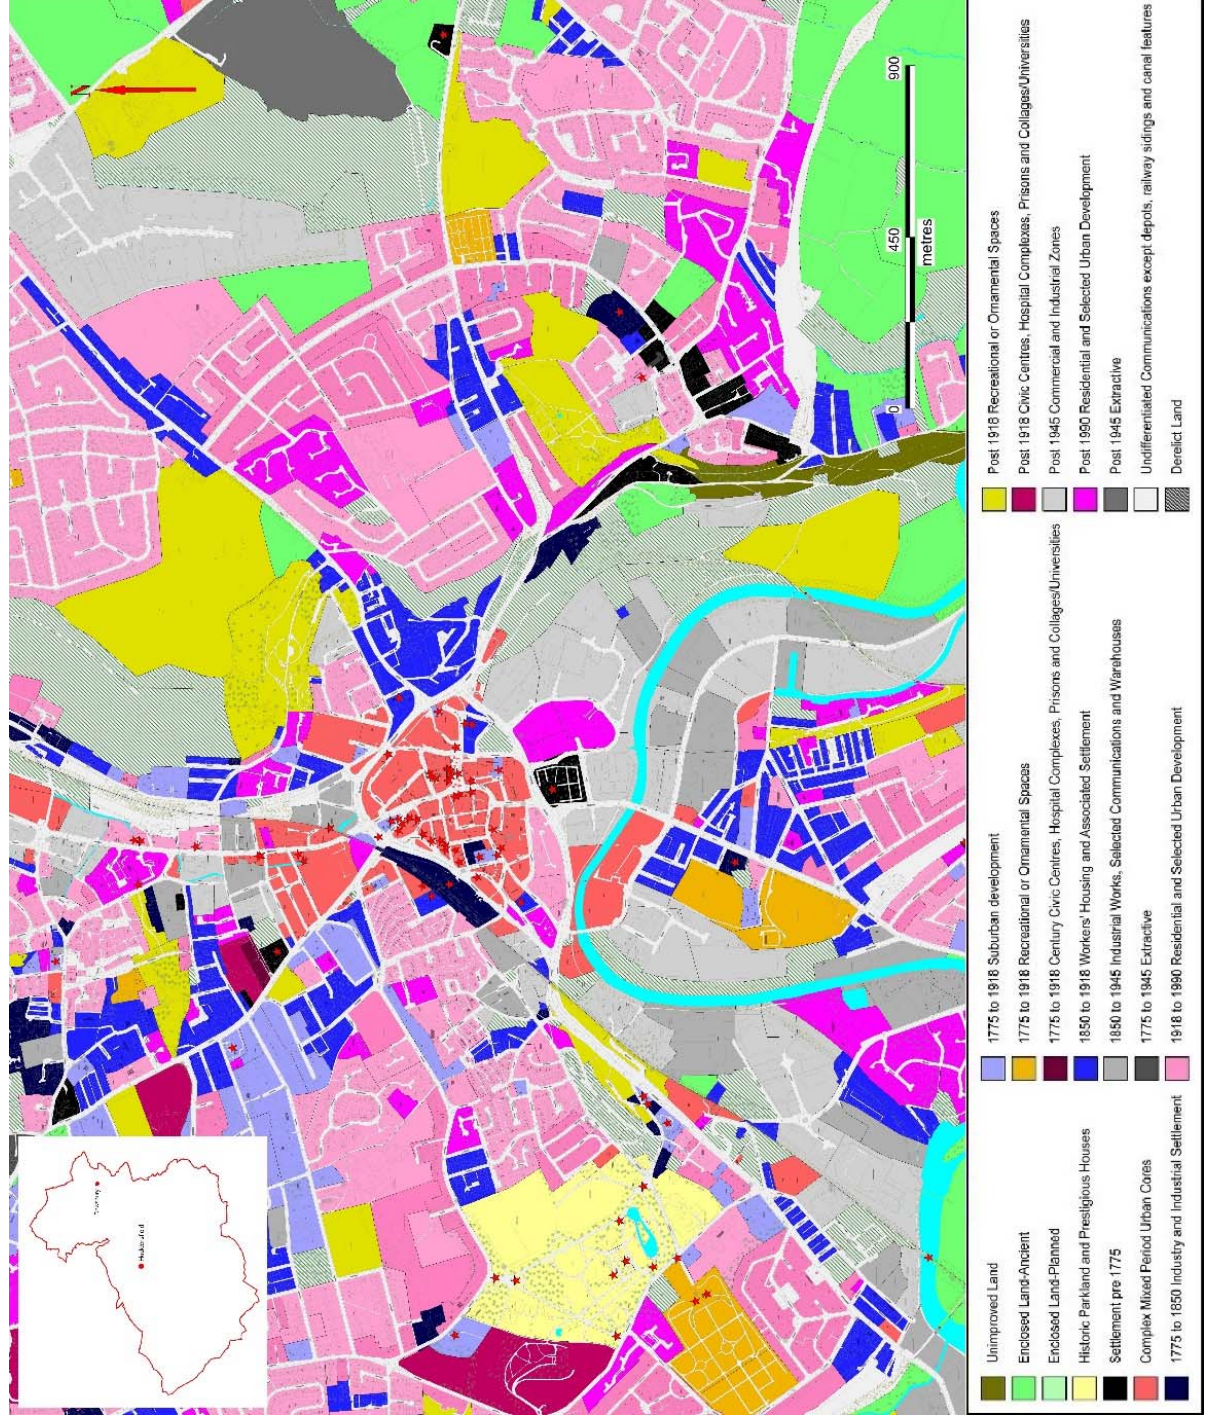 N
Huddersfield
900
450
0
metres
Unimproved Land
Enclosed Land-Ancient
Enclosed Land-Planned
Historic Parkland and Prestigious Houses
Settlement pre 1775
Complex Mixed Period Urban Cores
1775 to 1850 Industry and Industrial Settlement
1775 to 1918 Suburban development
1775 to 1918 Recreational or Ornamental Spaces
1775 to 1918 Century Civic Centres, Hospital Complexes, Prisons and Collages/Universities
1850 to 1918 Workers' Housing and Associated Settlement
1850 to 1945 Industrial Works, Selected Communications and Warehouses
1775 to 1945 Extractive
1918 to 1990 Residential and Selected Urban Development
Post 1918 Recreational or Ornamental Spaces
Post 1918 Civic Centres, Hospital Complexes, Prisons and Collages/Universities
Post 1945 Commercial and Industrial Zones
Post 1990 Residential and Selected Urban Development
Post 1945 Extractive
Undifferentiated Communications except depots, railway sidings and canal features
Derelict Land